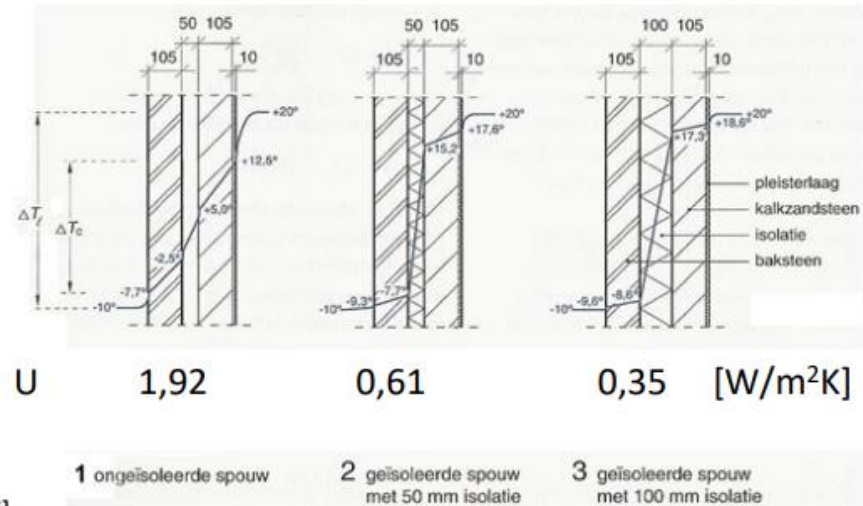 50 105
105 10
+20°
+12,5°
+5,0°
-2,5°
-7,7°
-10°
ΔTₗ
ΔTc
50 105
105 10
+20°
+17,6°
+15,2
-7,7°
-9,3°
-10°
100 105
105 10
+20°
+18,6°
+17,3
-8,6°
-9,6°
-10°
pleisterlaag
kalkzandsteen
isolatie
baksteen
U 1,92 0,61 0,35 [W/m²K]
1 ongeïsoleerde spouw
2 geïsoleerde spouw
met 50 mm isolatie
3 geïsoleerde spouw
met 100 mm isolatie